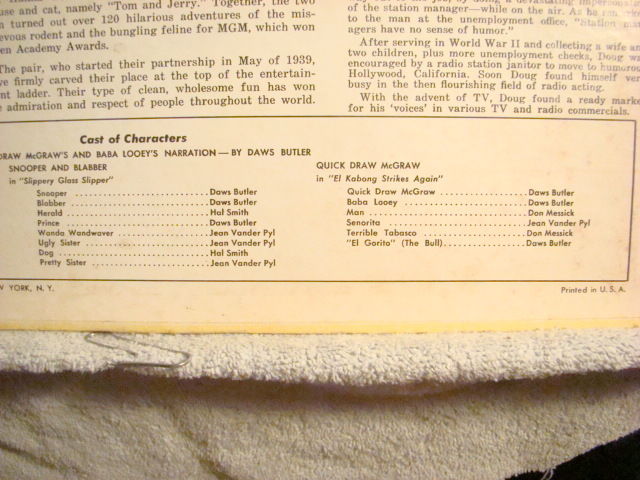 use and cat, namely "Tom and Jerry." Together, the two
turned out over 120 hilarious adventures of the mis-
evous rodent and the bungling feline for MGM, which won
en Academy Awards.
The pair, who started their partnership in May of 1939,
ve firmly carved their place at the top of the entertain-
nt ladder. Their type of clean, wholesome fun has won
e admiration and respect of people throughout the world.
of the station manager—while on the air. As he ran
to the man at the unemployment office, "Station man-
agers have no sense of humor."
After serving in World War II and collecting a wife an
two children, plus more unemployment checks, Doug w
encouraged by a radio station janitor to move to
Hollywood, California. Soon Doug found himself ver
busy in the then flourishing field of radio acting.
With the advent of TV, Doug found a ready marke
for his 'voices' in various TV and radio commercials.
Cast of Characters
DRAW McGRAW'S AND BABA LOOEY'S NARRATION — BY DAWS BUTLER
SNOOPER AND BLABBER
in "Slippery Glass Slipper"
Snooper ........ Daws Butler
Blabber ........ Daws Butler
Herald ........ Hal Smith
Prince ........ Daws Butler
Wanda Wandwaver ........ Jean Vander Pyl
Ugly Sister ........ Jean Vander Pyl
Dog ........ Hal Smith
Pretty Sister ........ Jean Vander Pyl
QUICK DRAW McGRAW
in "El Kabong Strikes Again"
Quick Draw McGraw ........ Daws Butler
Baba Looey ........ Daws Butler
Man ........ Don Messick
Senorita ........ Jean Vander Pyl
Terrible Tabasco ........ Don Messick
"El Gorito" (The Bull) ........ Daws Butler
W YORK, N. Y.
Printed in U. S. A.